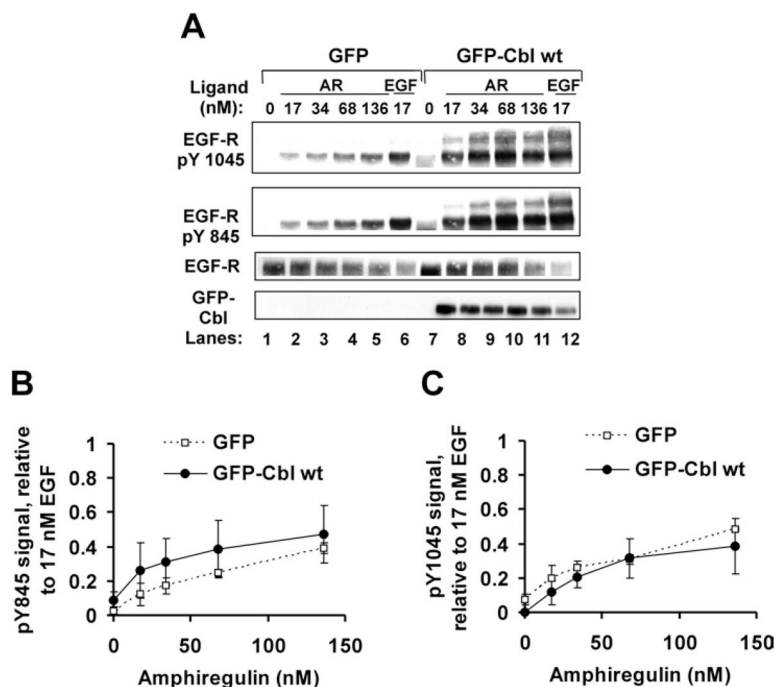 A
GFP GFP-Cbl wt
Ligand AR EGF AR EGF
(nM): 0 17 34 68 136 17 0 17 34 68 136 17
EGF-R
pY 1045
EGF-R
pY 845
EGF-R
GFP-
Cbl
Lanes: 1 2 3 4 5 6 7 8 9 10 11 12
B
pY845 signal, relative
to 17 nM EGF
1
0.8
0.6
0.4
0.2
0
GFP
GFP-Cbl wt
0 50 100 150
Amphiregulin (nM)
C
pY1045 signal,
relative to 17 nM EGF
1
0.8
0.6
0.4
0.2
0
GFP
GFP-Cbl wt
0 50 100 150
Amphiregulin (nM)